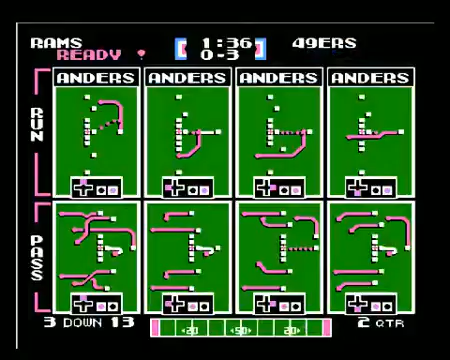 RAMS 1:36 49ERS
READY ! 0-3
ANDERS ANDERS ANDERS ANDERS
RUN
PASS
3 DOWN 13 20 50 20 2 QTR